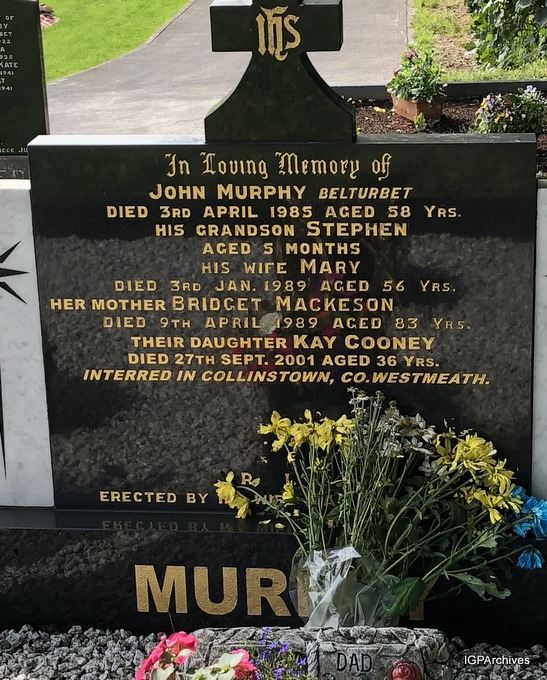 IHS
In Loving Memory of
JOHN MURPHY BELTURBET
DIED 3RD APRIL 1985 AGED 58 YRS.
HIS GRANDSON STEPHEN
AGED 5 MONTHS
HIS WIFE MARY
DIED 3RD JAN. 1989 AGED 56 YRS.
HER MOTHER BRIDGET MACKESON
DIED 9TH APRIL 1989 AGED 83 YRS.
THEIR DAUGHTER KAY COONEY
DIED 27TH SEPT. 2001 AGED 36 YRS.
INTERRED IN COLLINSTOWN, CO.WESTMEATH.
R.
ERECTED BY
DAD
IGPArchives